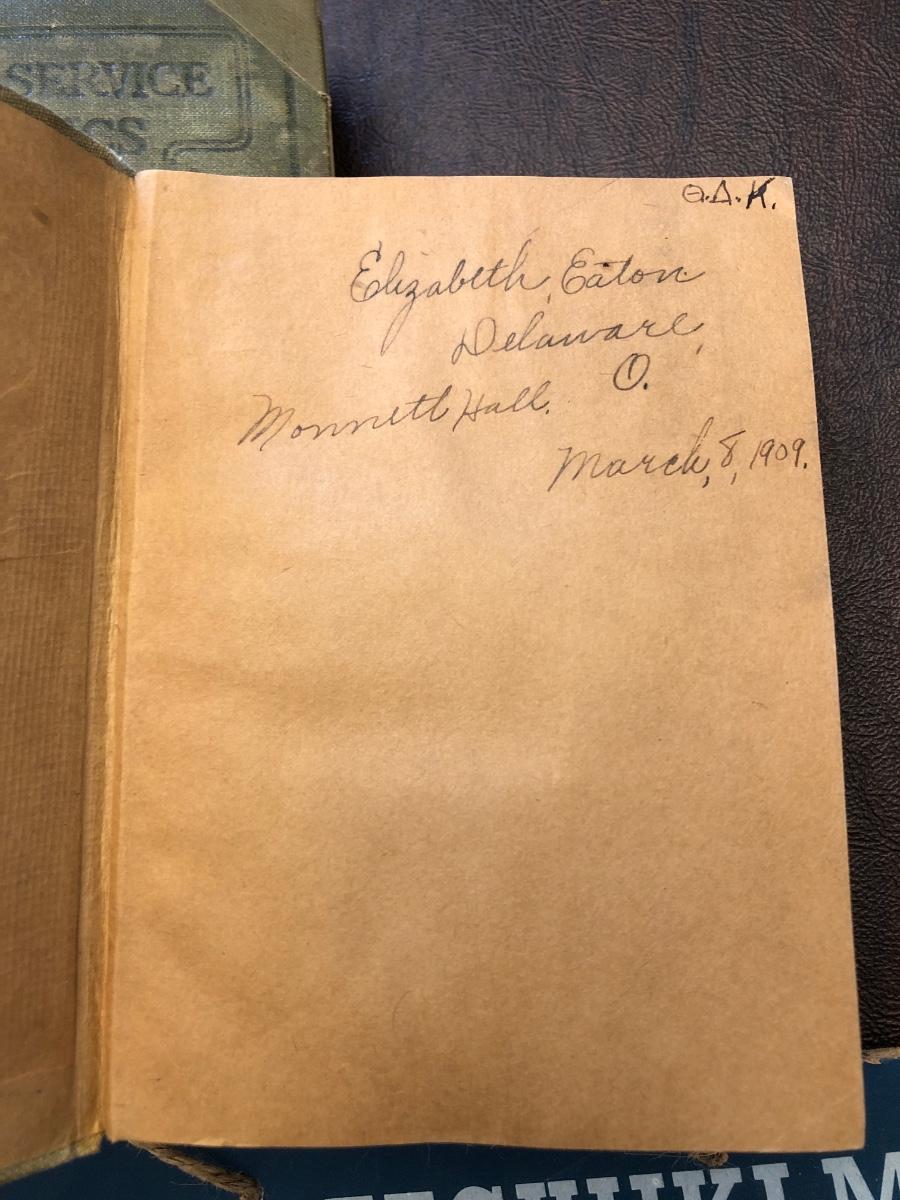 SERVICE
Θ.Δ.K.
Elizabeth Eaton
Delaware,
O.
Monnett Hall.
March, 8, 1909.